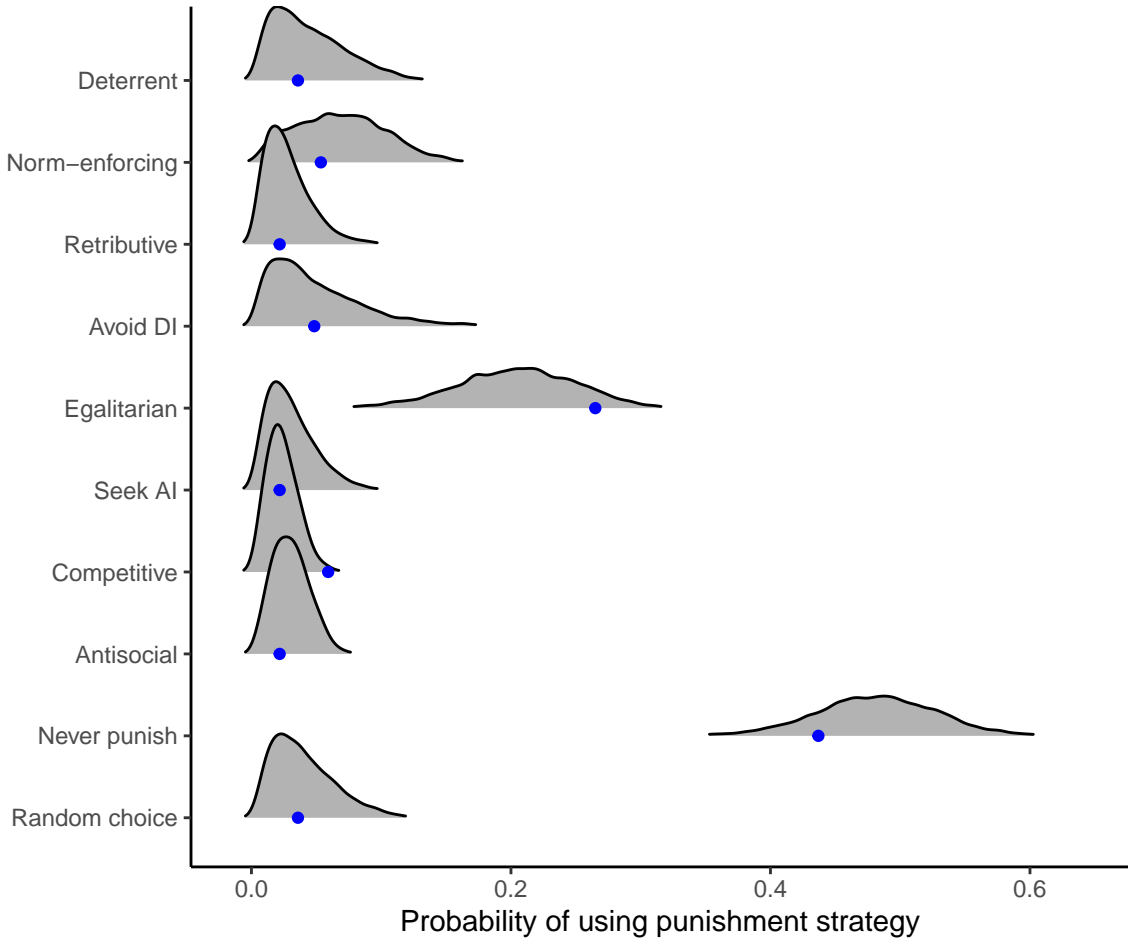 Deterrent
Norm−enforcing
Retributive
Avoid DI
Egalitarian
Seek AI
Competitive
Antisocial
Never punish
Random choice
0.0 0.2 0.4 0.6
Probability of using punishment strategy